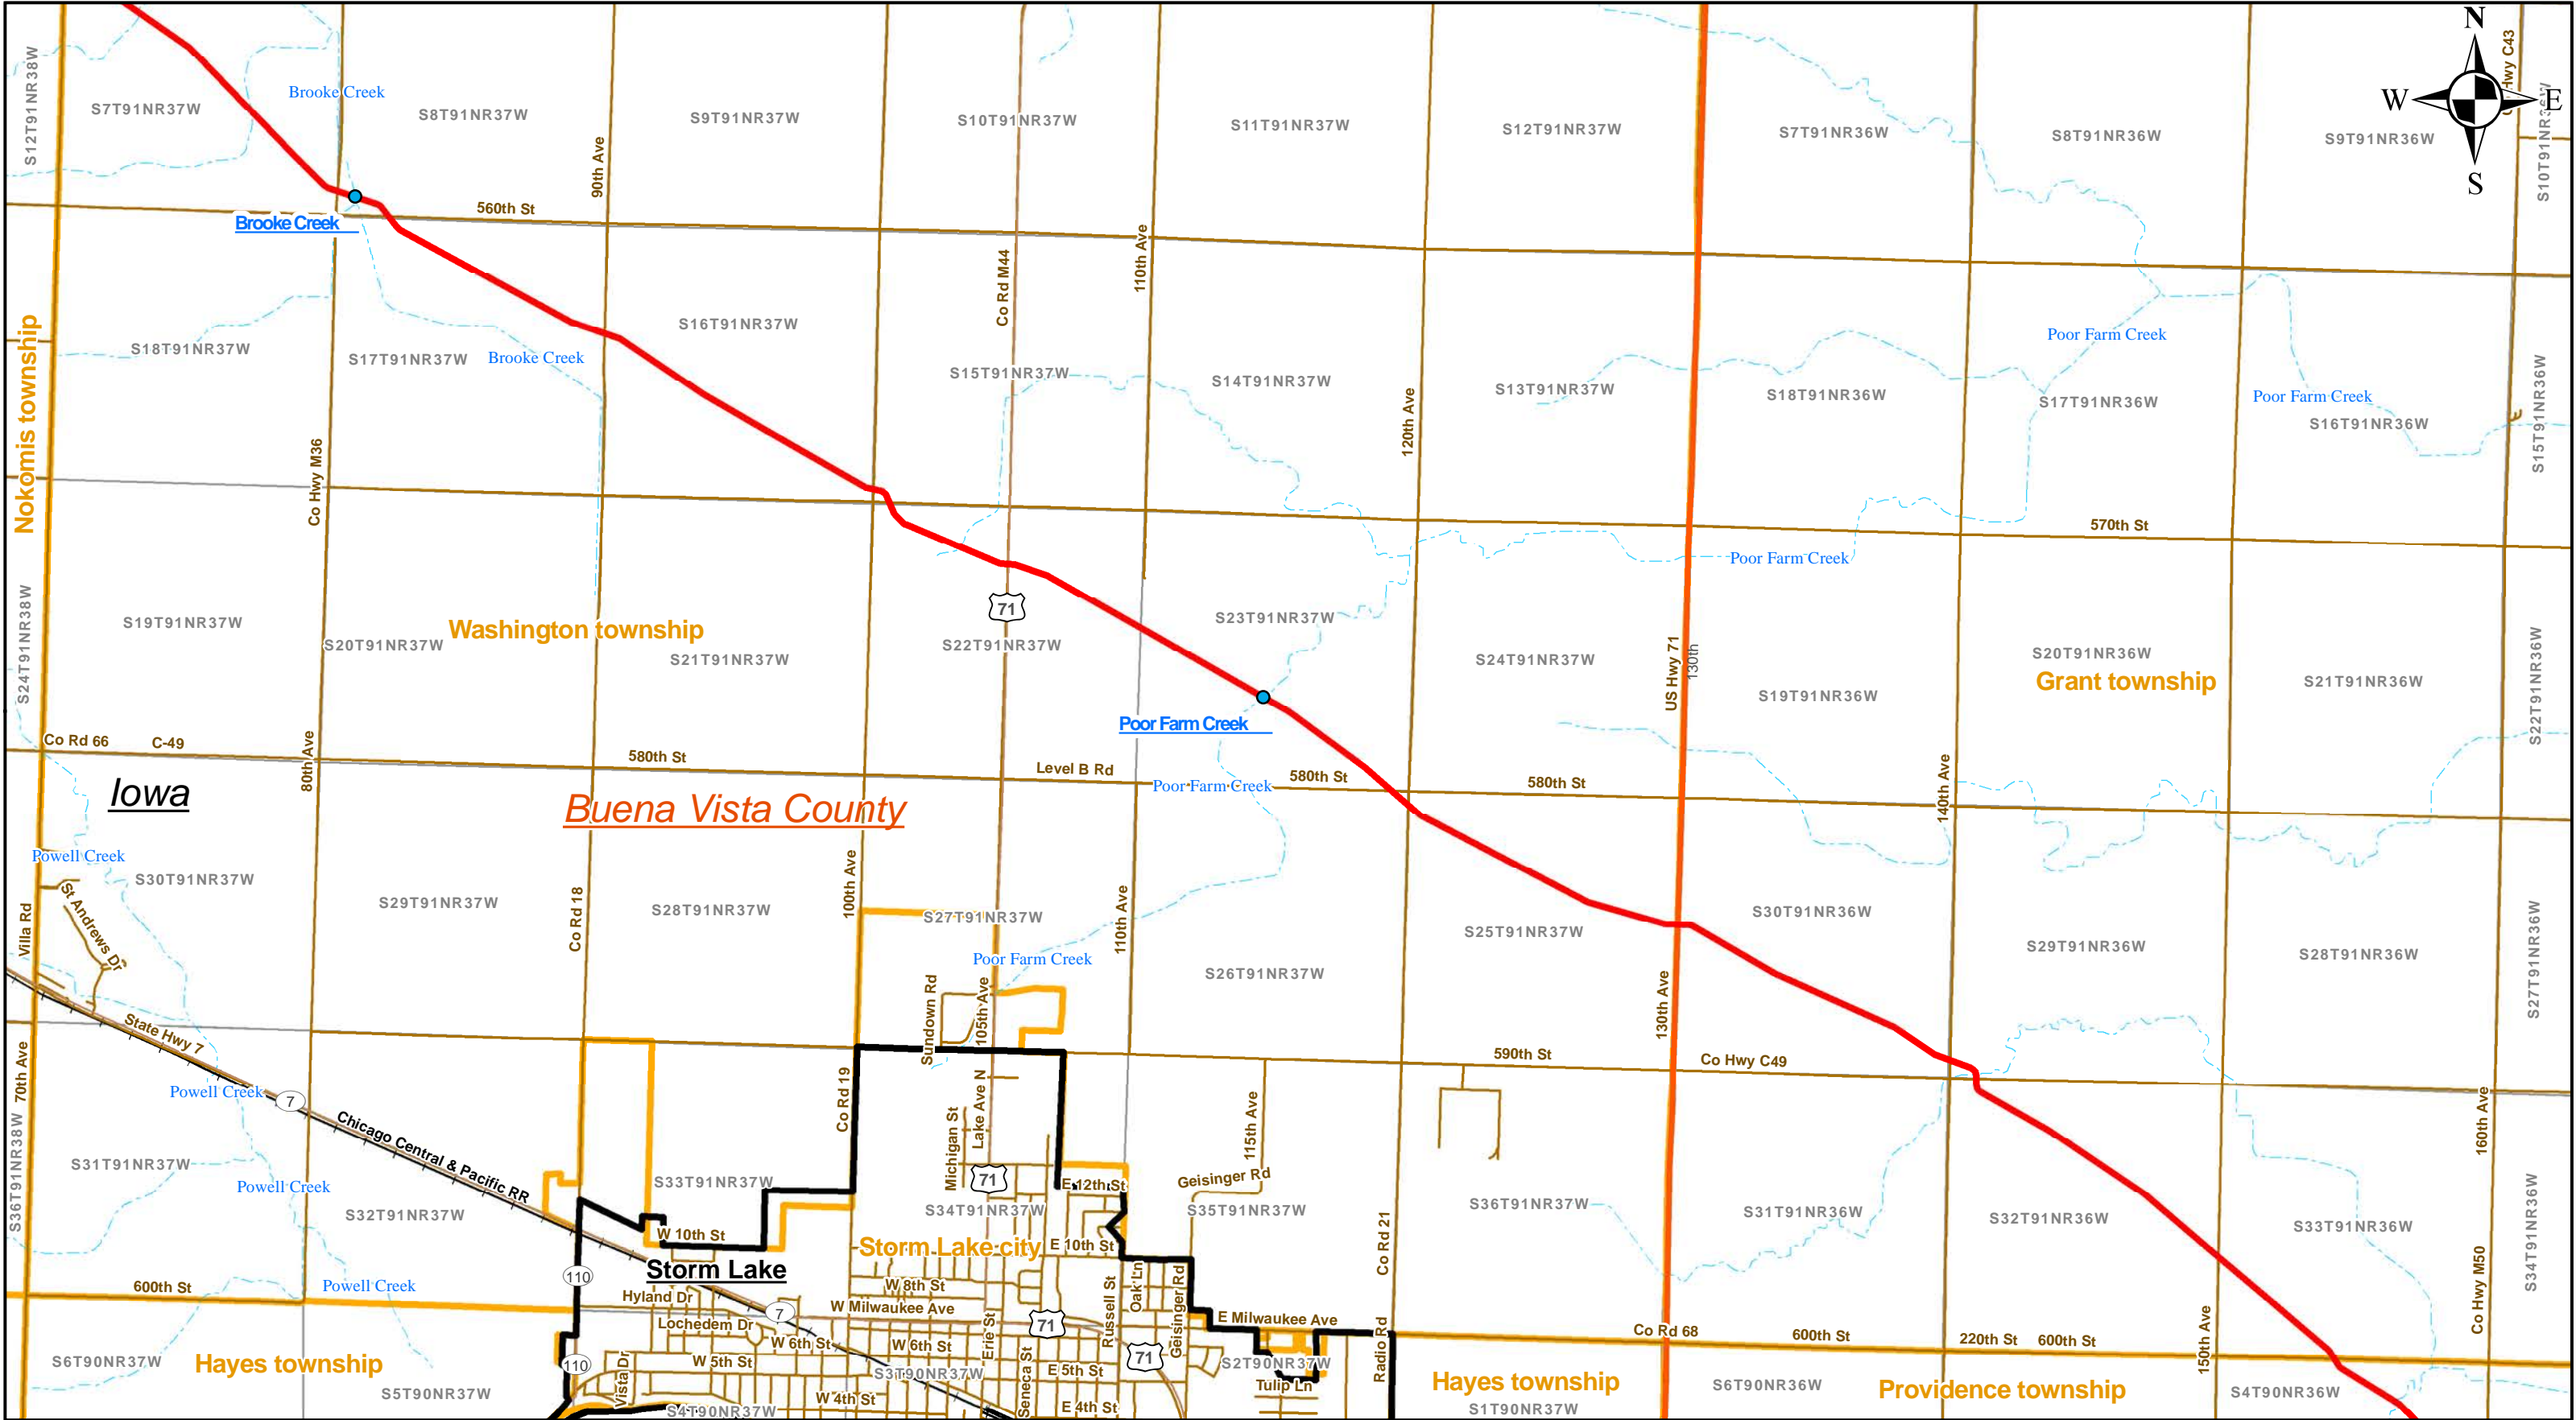 N
W
E
S
Hwy C43
S12T91NR38W
S7T91NR37W
Brooke Creek
S8T91NR37W
S9T91NR37W
S10T91NR37W
S11T91NR37W
S12T91NR37W
S7T91NR36W
S8T91NR36W
S9T91NR36W
S10T91NR36W
90th Ave
560th St
Brooke Creek
110th Ave
Co Rd M44
Nokomis township
S18T91NR37W
S17T91NR37W
Brooke Creek
S16T91NR37W
S15T91NR37W
S14T91NR37W
S13T91NR37W
S18T91NR36W
Poor Farm Creek
S17T91NR36W
Poor Farm Creek
S16T91NR36W
S15T91NR36W
120th Ave
Co Hwy M36
570th St
Poor Farm Creek
71
S24T91NR38W
S19T91NR37W
Washington township
S20T91NR37W
S21T91NR37W
S22T91NR37W
S23T91NR37W
S24T91NR37W
US Hwy 71
130th
S19T91NR36W
S20T91NR36W
Grant township
S21T91NR36W
S22T91NR36W
Poor Farm Creek
Co Rd 66
C-49
80th Ave
580th St
Level B Rd
580th St
Poor Farm Creek
580th St
140th Ave
Iowa
Buena Vista County
Powell Creek
S30T91NR37W
St Andrews Dr
Villa Rd
S29T91NR37W
Co Rd 18
S28T91NR37W
100th Ave
S27T91NR37W
110th Ave
Poor Farm Creek
S26T91NR37W
S25T91NR37W
S30T91NR36W
S29T91NR36W
S28T91NR36W
S27T91NR36W
130th Ave
Sundown Rd
105th Ave
State Hwy 7
70th Ave
590th St
Co Hwy C49
Powell Creek
7
Chicago Central & Pacific RR
Co Rd 19
Michigan St
Lake Ave N
115th Ave
160th Ave
S36T91NR38W
S31T91NR37W
Powell Creek
S32T91NR37W
S33T91NR37W
71
E 12th St
Geisinger Rd
S34T91NR37W
S35T91NR37W
S36T91NR37W
S31T91NR36W
S32T91NR36W
S33T91NR36W
S34T91NR36W
W 10th St
Storm Lake city
E 10th St
Co Rd 21
Co Hwy M50
Storm Lake
110
600th St
Powell Creek
Hyland Dr
W 8th St
Russell St
Oak Ln
Geisinger Rd
7
W Milwaukee Ave
71
E Milwaukee Ave
Lochedem Dr
W 6th St
W 6th St
Erie St
Radio Rd
Co Rd 68
600th St
220th St
600th St
150th Ave
S6T90NR37W
Hayes township
110
Vista Dr
W 5th St
S3T90NR37W
Seneca St
E 5th St
71
S2T90NR37W
Tulip Ln
Hayes township
S6T90NR36W
Providence township
S4T90NR36W
S5T90NR37W
S4T90NR37W
W 4th St
E 4th St
S1T90NR37W